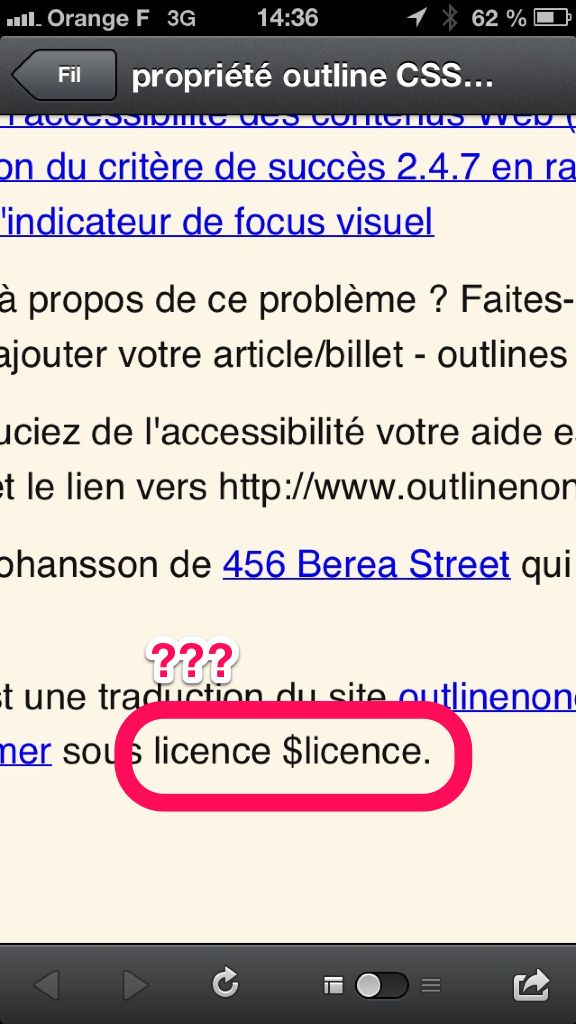 Orange F 3G 14:36 62 %
Fil propriété outline CSS...
l'accessibilité des contenus Web (
on du critère de succès 2.4.7 en ra
l'indicateur de focus visuel
à propos de ce problème ? Faites-
ajouter votre article/billet - outlines
uciez de l'accessibilité votre aide es
et le lien vers http://www.outlinenon
ohansson de 456 Berea Street qui
???
st une traduction du site outlinenone
mer sous licence $licence.